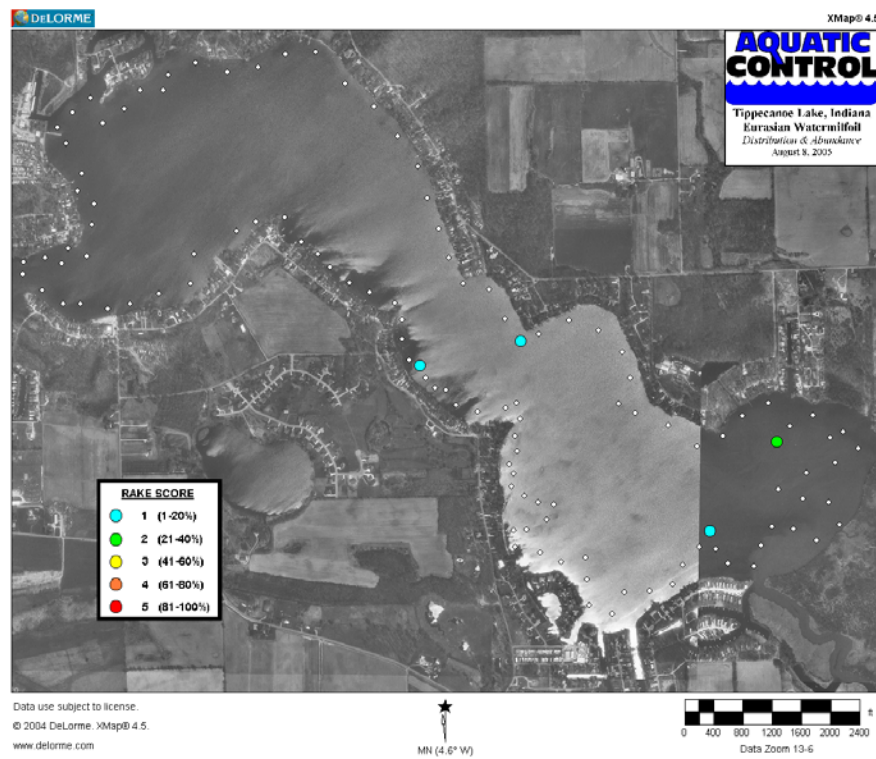 DELORME
XMap® 4.5
AQUATIC
CONTROL
Tippecanoe Lake, Indiana
Eurasian Watermilfoil
Distribution & Abundance
August 8, 2005
RAKE SCORE
1 (1-20%)
2 (21-40%)
3 (41-60%)
4 (61-80%)
5 (81-100%)
Data use subject to license.
© 2004 DeLorme. XMap® 4.5.
www.delorme.com
MN (4.6° W)
ft
0 400 800 1200 1600 2000 2400
Data Zoom 13-6